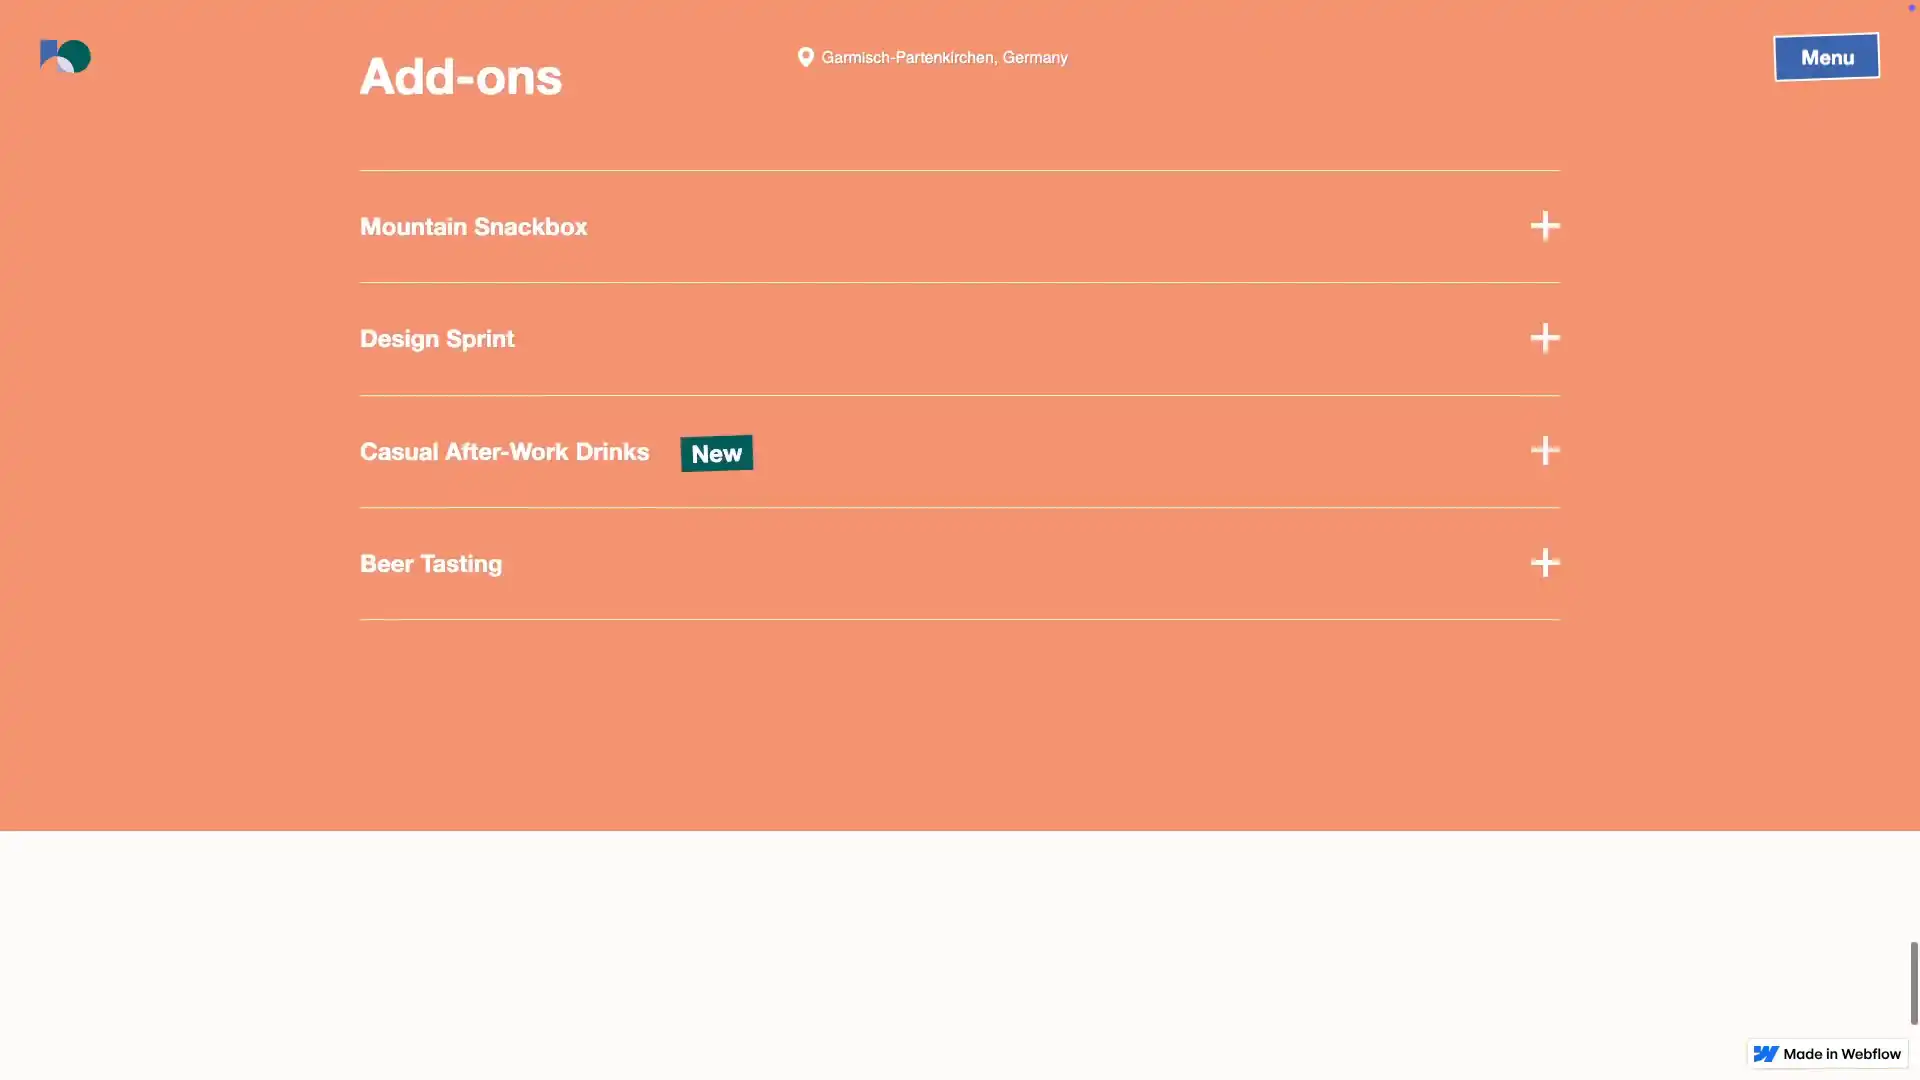 Add-ons
Garmisch-Partenkirchen, Germany
Menu
Mountain Snackbox
Design Sprint
Casual After-Work Drinks New
Beer Tasting
Made in Webflow